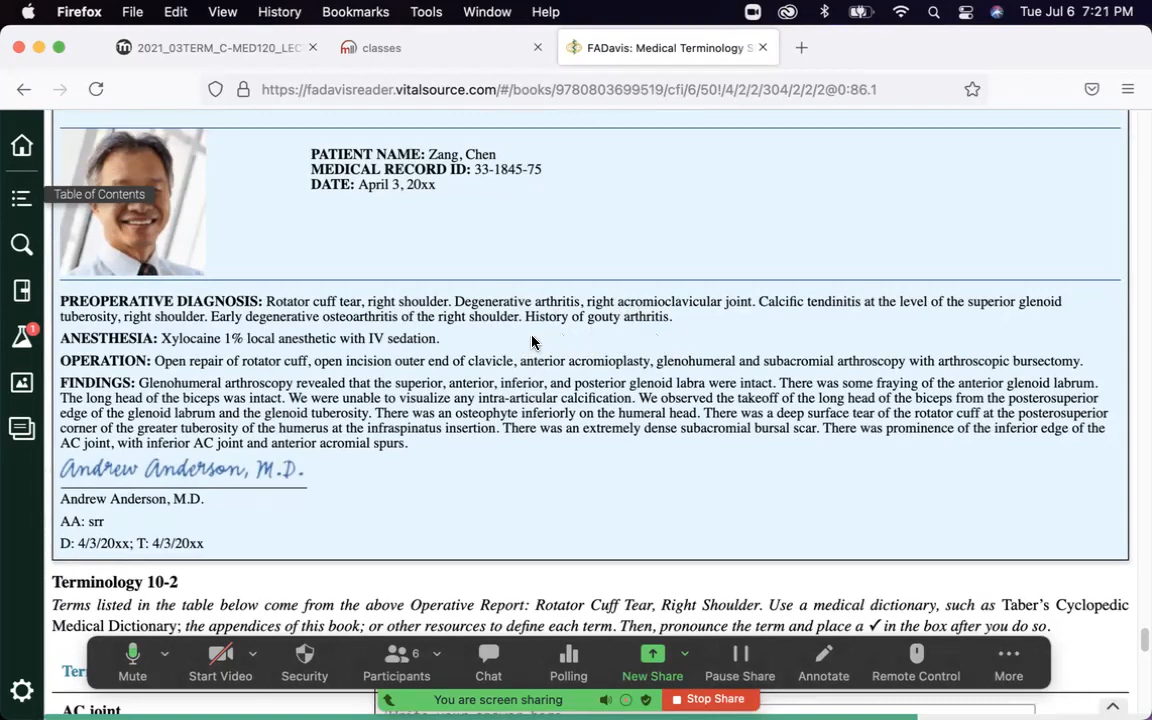 Firefox File Edit View History Bookmarks Tools Window Help Tue Jul 6 7:21 PM
2021_03TERM_C-MED120_LEC classes FADavis: Medical Terminology S
https://fadavisreader.vitalsource.com/#/books/9780803699519/cfi/6/50!/4/2/2/304/2/2/2@0:86.1
PATIENT NAME: Zang, Chen
MEDICAL RECORD ID: 33-1845-75
DATE: April 3, 20xx
Table of Contents
PREOPERATIVE DIAGNOSIS: Rotator cuff tear, right shoulder. Degenerative arthritis, right acromioclavicular joint. Calcific tendinitis at the level of the superior glenoid
tuberosity, right shoulder. Early degenerative osteoarthritis of the right shoulder. History of gouty arthritis.
1
ANESTHESIA: Xylocaine 1% local anesthetic with IV sedation.
OPERATION: Open repair of rotator cuff, open incision outer end of clavicle, anterior acromioplasty, glenohumeral and subacromial arthroscopy with arthroscopic bursectomy.
FINDINGS: Glenohumeral arthroscopy revealed that the superior, anterior, inferior, and posterior glenoid labra were intact. There was some fraying of the anterior glenoid labrum.
The long head of the biceps was intact. We were unable to visualize any intra-articular calcification. We observed the takeoff of the long head of the biceps from the posterosuperior
edge of the glenoid labrum and the glenoid tuberosity. There was an osteophyte inferiorly on the humeral head. There was a deep surface tear of the rotator cuff at the posterosuperior
corner of the greater tuberosity of the humerus at the infraspinatus insertion. There was an extremely dense subacromial bursal scar. There was prominence of the inferior edge of the
AC joint, with inferior AC joint and anterior acromial spurs.
Andrew Anderson, M.D.
Andrew Anderson, M.D.
AA: srr
D: 4/3/20xx; T: 4/3/20xx
Terminology 10-2
Terms listed in the table below come from the above Operative Report: Rotator Cuff Tear, Right Shoulder. Use a medical dictionary, such as Taber's Cyclopedic
Medical Dictionary; the appendices of this book; or other resources to define each term. Then, pronounce the term and place a ✓ in the box after you do so.
6
Mute Start Video Security Participants Chat Polling New Share Pause Share Annotate Remote Control More
You are screen sharing Stop Share
AC joint